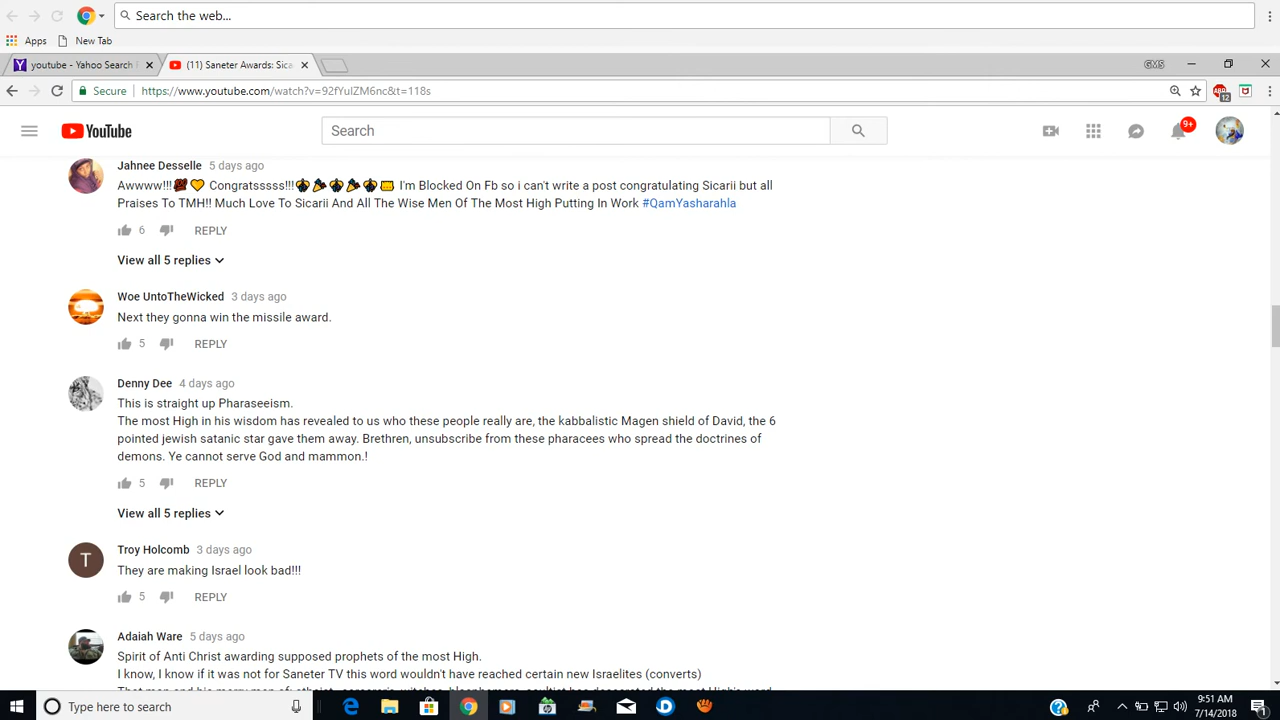 Search the web...
Apps New Tab
youtube - Yahoo Search
(11) Saneter Awards: Sica
GMS
Secure https://www.youtube.com/watch?v=92fYuIZM6nc&t=118s
12
YouTube
Search
9+
Jahnee Desselle 5 days ago
Awwww!!! Congratsssss!!! I'm Blocked On Fb so i can't write a post congratulating Sicarii but all
Praises To TMH!! Much Love To Sicarii And All The Wise Men Of The Most High Putting In Work #QamYasharahla
6 REPLY
View all 5 replies
Woe UntoTheWicked 3 days ago
Next they gonna win the missile award.
5 REPLY
Denny Dee 4 days ago
This is straight up Pharaseeism.
The most High in his wisdom has revealed to us who these people really are, the kabbalistic Magen shield of David, the 6
pointed jewish satanic star gave them away. Brethren, unsubscribe from these pharacees who spread the doctrines of
demons. Ye cannot serve God and mammon.!
5 REPLY
View all 5 replies
T
Troy Holcomb 3 days ago
They are making Israel look bad!!!
5 REPLY
Adaiah Ware 5 days ago
Spirit of Anti Christ awarding supposed prophets of the most High.
I know, I know if it was not for Saneter TV this word wouldn't have reached certain new Israelites (converts)
Type here to search
9:51 AM
7/14/2018
1